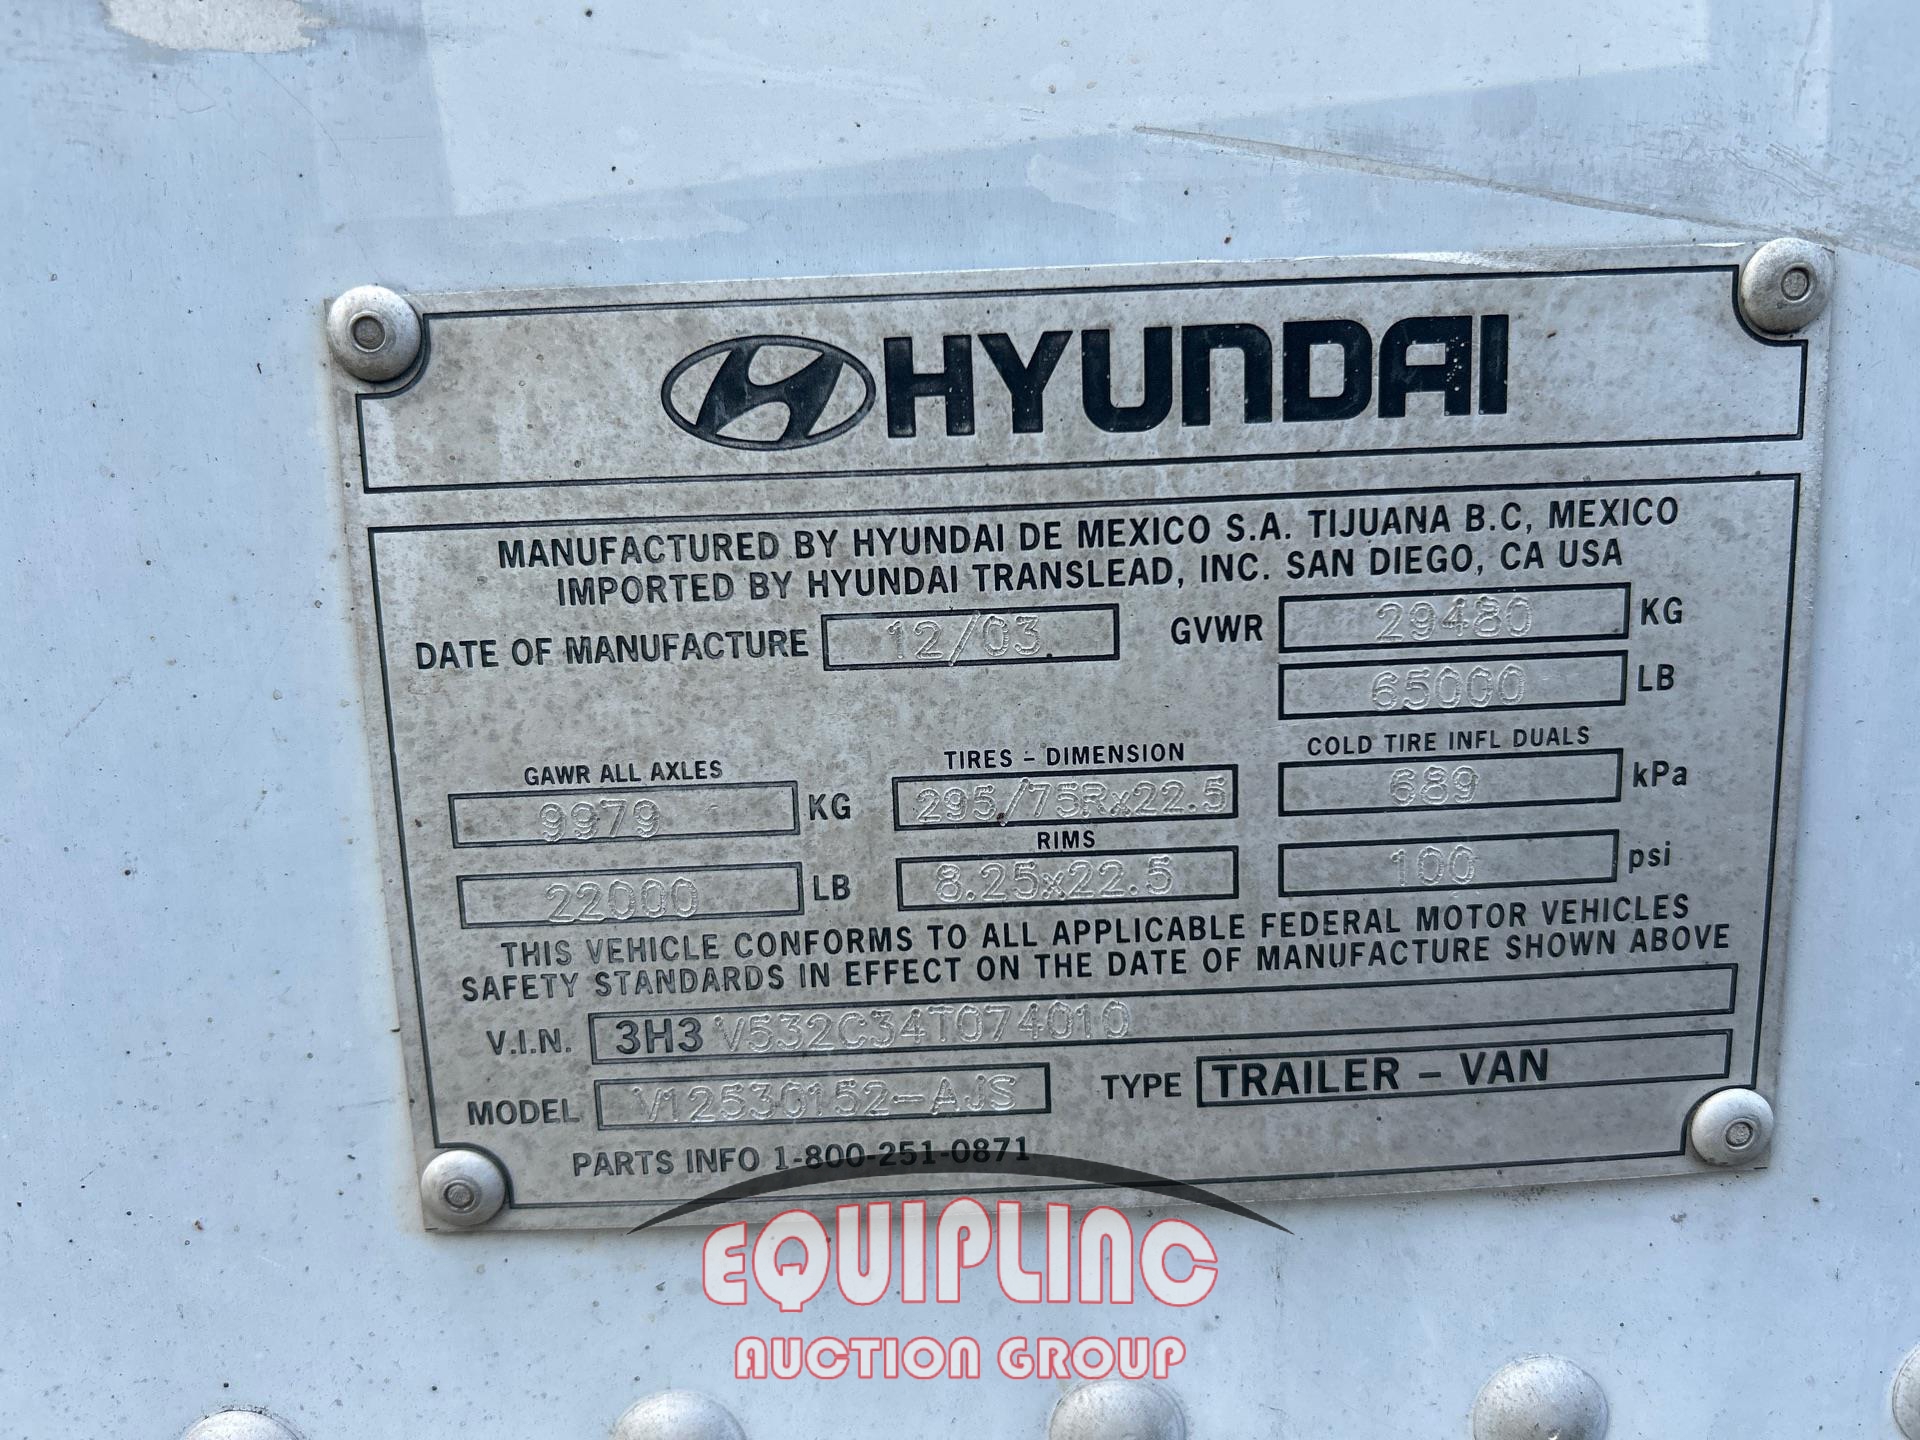 HYUNDAI
MANUFACTURED BY HYUNDAI DE MEXICO S.A. TIJUANA B.C, MEXICO
IMPORTED BY HYUNDAI TRANSLEAD, INC. SAN DIEGO, CA USA
DATE OF MANUFACTURE 12/03 GVWR 29480 KG
65000 LB
GAWR ALL AXLES TIRES - DIMENSION COLD TIRE INFL DUALS
9979 KG 295/75Rx22.5 689 kPa
RIMS
22000 LB 8.25x22.5 100 psi
THIS VEHICLE CONFORMS TO ALL APPLICABLE FEDERAL MOTOR VEHICLES
SAFETY STANDARDS IN EFFECT ON THE DATE OF MANUFACTURE SHOWN ABOVE
V.I.N. 3H3V532C34T074010
MODEL V12530152-AJS TYPE TRAILER - VAN
PARTS INFO 1-800-251-0871
EQUIPLINC
AUCTION GROUP